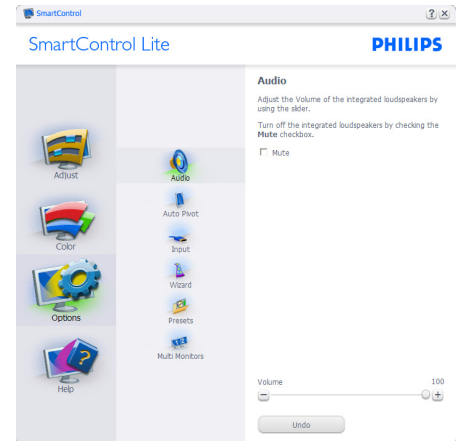 SmartControl
? X
SmartControl Lite
PHILIPS
Adjust
Color
Options
Help
Audio
Auto Pivot
Input
Wizard
Presets
Multi Monitors
Audio
Adjust the Volume of the integrated loudspeakers by
using the slider.
Turn off the integrated loudspeakers by checking the
Mute checkbox.
Mute
Volume
100
Undo